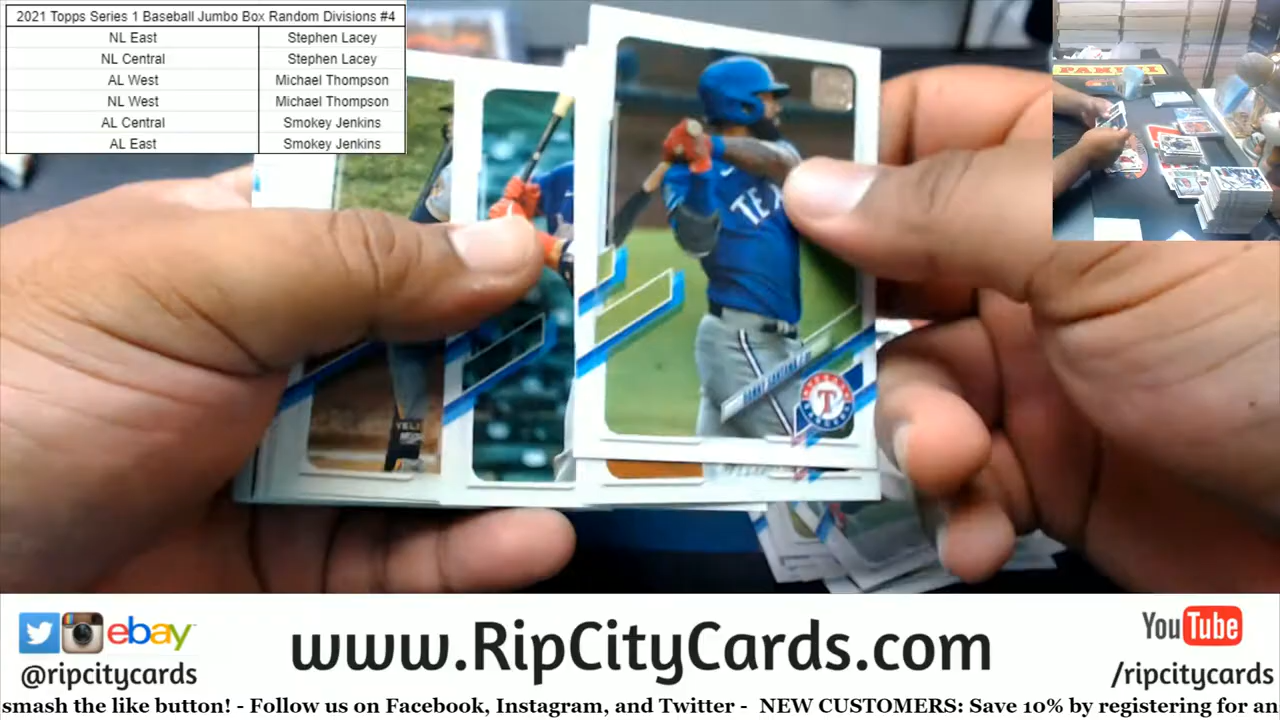 2021 Topps Series 1 Baseball Jumbo Box Random Divisions #4
NL East Stephen Lacey
NL Central Stephen Lacey
AL West Michael Thompson
NL West Michael Thompson
AL Central Smokey Jenkins
AL East Smokey Jenkins
PANINI
TEX
DANNY SANTANA
T
YELI
ebay
@ripcitycards
www.RipCityCards.com
YouTube
/ripcitycards
smash the like button! - Follow us on Facebook, Instagram, and Twitter - NEW CUSTOMERS: Save 10% by registering for an